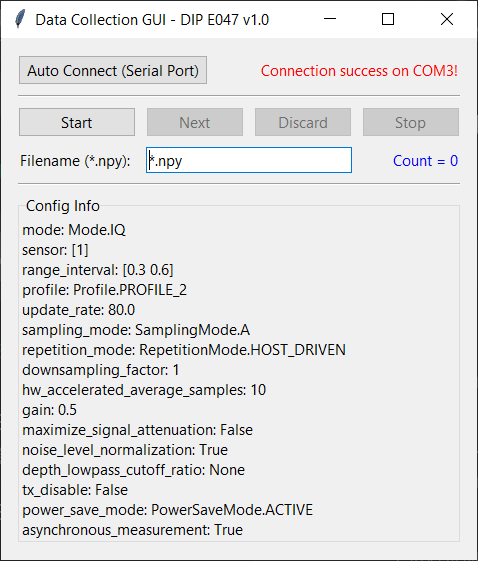 Data Collection GUI - DIP E047 v1.0
Auto Connect (Serial Port) Connection success on COM3!
Start Next Discard Stop
Filename (*.npy): *.npy Count = 0
Config Info
mode: Mode.IQ
sensor: [1]
range_interval: [0.3 0.6]
profile: Profile.PROFILE_2
update_rate: 80.0
sampling_mode: SamplingMode.A
repetition_mode: RepetitionMode.HOST_DRIVEN
downsampling_factor: 1
hw_accelerated_average_samples: 10
gain: 0.5
maximize_signal_attenuation: False
noise_level_normalization: True
depth_lowpass_cutoff_ratio: None
tx_disable: False
power_save_mode: PowerSaveMode.ACTIVE
asynchronous_measurement: True